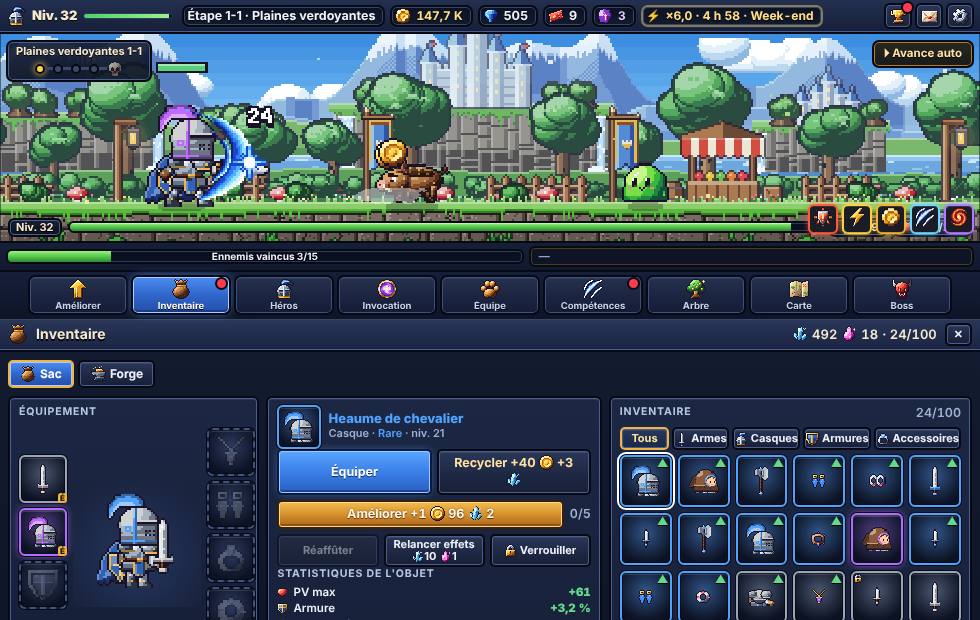 Niv. 32
Étape 1-1 · Plaines verdoyantes
147,7 K
505
9
3
×6,0 · 4 h 58 · Week-end
Plaines verdoyantes 1-1
Avance auto
24
Niv. 32
Ennemis vaincus 3/15
—
Améliorer
Inventaire
Héros
Invocation
Equipe
Compétences
Arbre
Carte
Boss
Inventaire
492 18 · 24/100
×
Sac
Forge
ÉQUIPEMENT
E
E
Heaume de chevalier
Casque · Rare · niv. 21
Équiper
Recycler +40 +3
Améliorer +1 96 2
0/5
Réaffûter
Relancer effets
10 1
Verrouiller
STATISTIQUES DE L'OBJET
PV max +61
Armure +3,2 %
INVENTAIRE
24/100
Tous
Armes
Casques
Armures
Accessoires